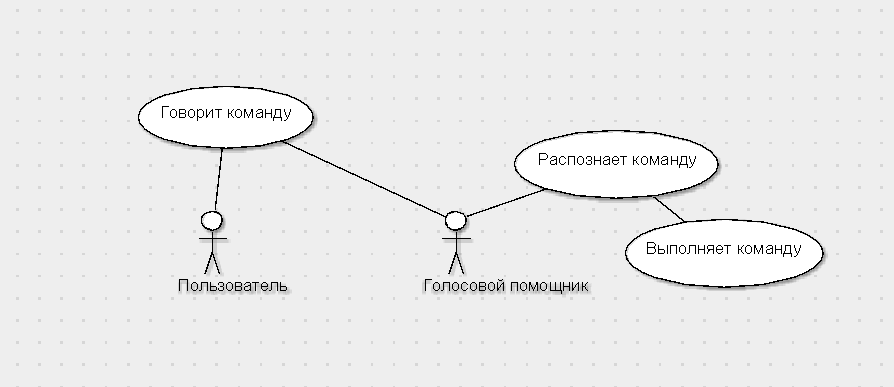 Говорит команду
Распознает команду
Выполняет команду
Пользователь
Голосовой помощник